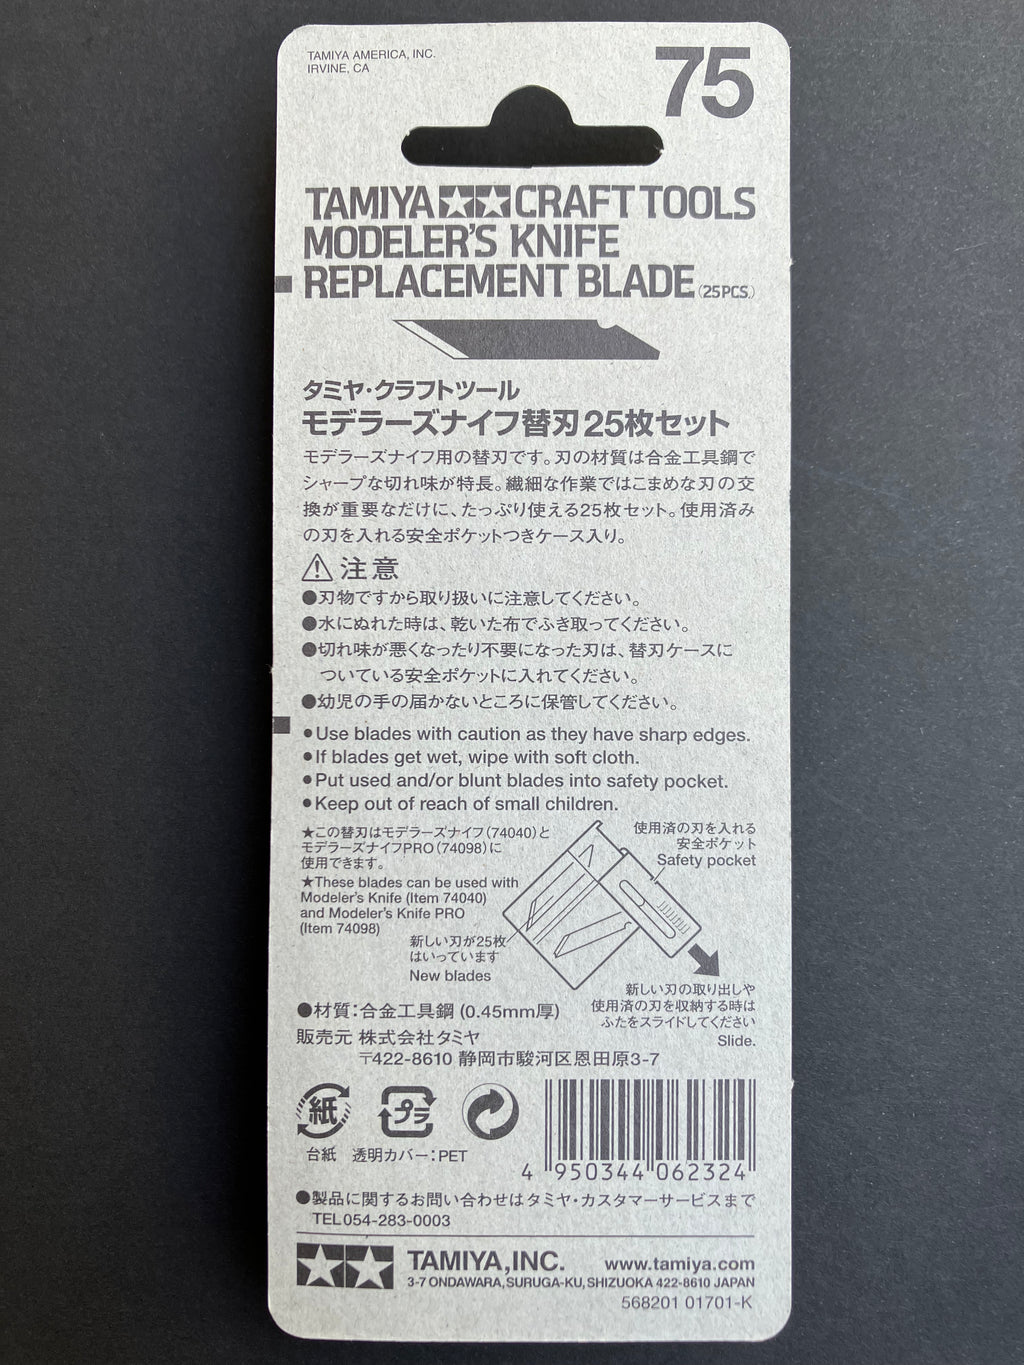 TAMIYA AMERICA, INC.
IRVINE, CA
75
TAMIYA CRAFT TOOLS
MODELER'S KNIFE
REPLACEMENT BLADE (25PCS.)
タミヤ・クラフトツール
モデラーズナイフ替刃25枚セット
モデラーズナイフ用の替刃です。刃の材質は合金工具鋼で
シャープな切れ味が特長。繊細な作業ではこまめな刃の交
換が重要なだけに、たっぷり使える25枚セット。使用済み
の刃を入れる安全ポケットつきケース入り。
注意
●刃物ですから取り扱いに注意してください。
●水にぬれた時は、乾いた布でふき取ってください。
●切れ味が悪くなったり不要になった刃は、替刃ケースに
ついている安全ポケットに入れてください。
●幼児の手の届かないところに保管してください。
●Use blades with caution as they have sharp edges.
●If blades get wet, wipe with soft cloth.
●Put used and/or blunt blades into safety pocket.
●Keep out of reach of small children.
★この替刃はモデラーズナイフ(74040)と
モデラーズナイフPRO(74098)に
使用できます。
★These blades can be used with
Modeler's Knife (Item 74040)
and Modeler's Knife PRO
(Item 74098)
使用済の刃を入れる
安全ポケット
Safety pocket
新しい刃が25枚
はいっています
New blades
新しい刃の取り出しや
使用済の刃を収納する時は
ふたをスライドしてください
Slide.
●材質:合金工具鋼 (0.45mm厚)
販売元 株式会社タミヤ
〒422-8610 静岡市駿河区恩田原3-7
紙
プラ
台紙 透明カバー:PET
4 950344 062324
●製品に関するお問い合わせはタミヤ・カスタマーサービスまで
TEL054-283-0003
TAMIYA,INC. www.tamiya.com
3-7 ONDAWARA,SURUGA-KU,SHIZUOKA 422-8610 JAPAN
568201 01701-K